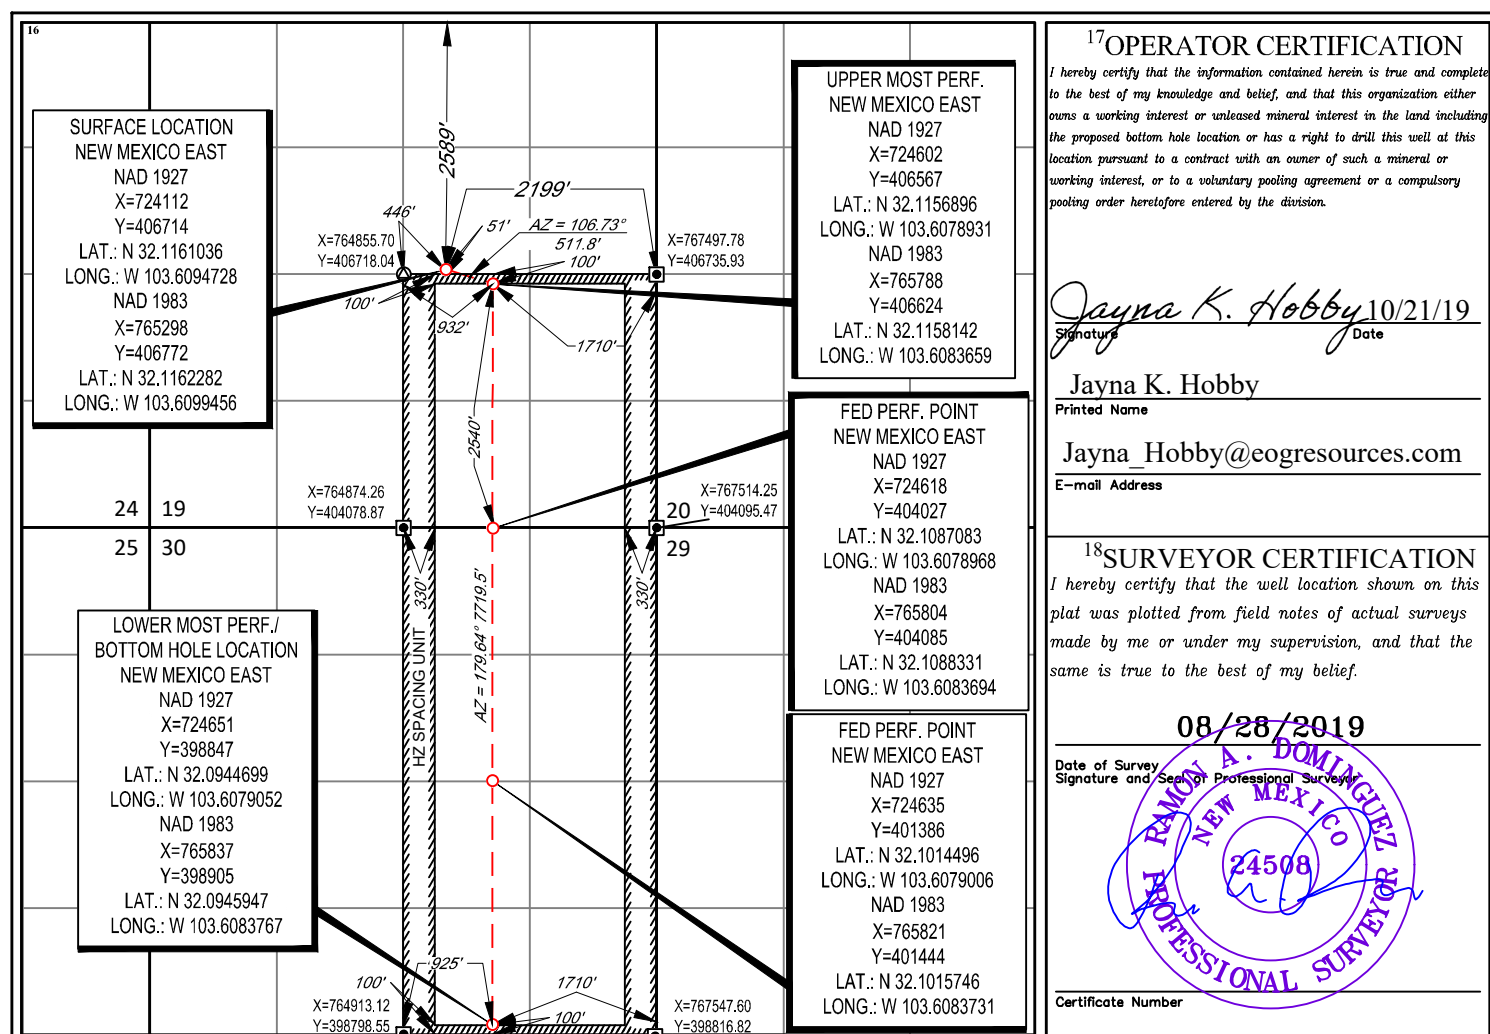 16
SURFACE LOCATION
NEW MEXICO EAST
NAD 1927
X=724112
Y=406714
LAT.: N 32.1161036
LONG.: W 103.6094728
NAD 1983
X=765298
Y=406772
LAT.: N 32.1162282
LONG.: W 103.6099456
2589'
2199'
446'
51'
AZ = 106.73°
511.8'
100'
X=764855.70
Y=406718.04
X=767497.78
Y=406735.93
100'
932'
1710'
2540'
UPPER MOST PERF.
NEW MEXICO EAST
NAD 1927
X=724602
Y=406567
LAT.: N 32.1156896
LONG.: W 103.6078931
NAD 1983
X=765788
Y=406624
LAT.: N 32.1158142
LONG.: W 103.6083659
FED PERF. POINT
NEW MEXICO EAST
NAD 1927
X=724618
Y=404027
LAT.: N 32.1087083
LONG.: W 103.6078968
NAD 1983
X=765804
Y=404085
LAT.: N 32.1088331
LONG.: W 103.6083694
X=764874.26
Y=404078.87
X=767514.25
Y=404095.47
24 19
25 30
20
29
330'
330'
HZ SPACING UNIT
AZ = 179.64° 7719.5'
LOWER MOST PERF./
BOTTOM HOLE LOCATION
NEW MEXICO EAST
NAD 1927
X=724651
Y=398847
LAT.: N 32.0944699
LONG.: W 103.6079052
NAD 1983
X=765837
Y=398905
LAT.: N 32.0945947
LONG.: W 103.6083767
FED PERF. POINT
NEW MEXICO EAST
NAD 1927
X=724635
Y=401386
LAT.: N 32.1014496
LONG.: W 103.6079006
NAD 1983
X=765821
Y=401444
LAT.: N 32.1015746
LONG.: W 103.6083731
925'
100'
1710'
100'
X=764913.12
Y=398798.55
X=767547.60
Y=398816.82
17OPERATOR CERTIFICATION
I hereby certify that the information contained herein is true and complete
to the best of my knowledge and belief, and that this organization either
owns a working interest or unleased mineral interest in the land including
the proposed bottom hole location or has a right to drill this well at this
location pursuant to a contract with an owner of such a mineral or
working interest, or to a voluntary pooling agreement or a compulsory
pooling order heretofore entered by the division.
Jayna K. Hobby 10/21/19
Signature Date
Jayna K. Hobby
Printed Name
Jayna_Hobby@eogresources.com
E-mail Address
18SURVEYOR CERTIFICATION
I hereby certify that the well location shown on this
plat was plotted from field notes of actual surveys
made by me or under my supervision, and that the
same is true to the best of my belief.
08/28/2019
Date of Survey
Signature and Seal of Professional Surveyor
RAMON A. DOMINGUEZ
NEW MEXICO
24508
PROFESSIONAL SURVEYOR
Certificate Number